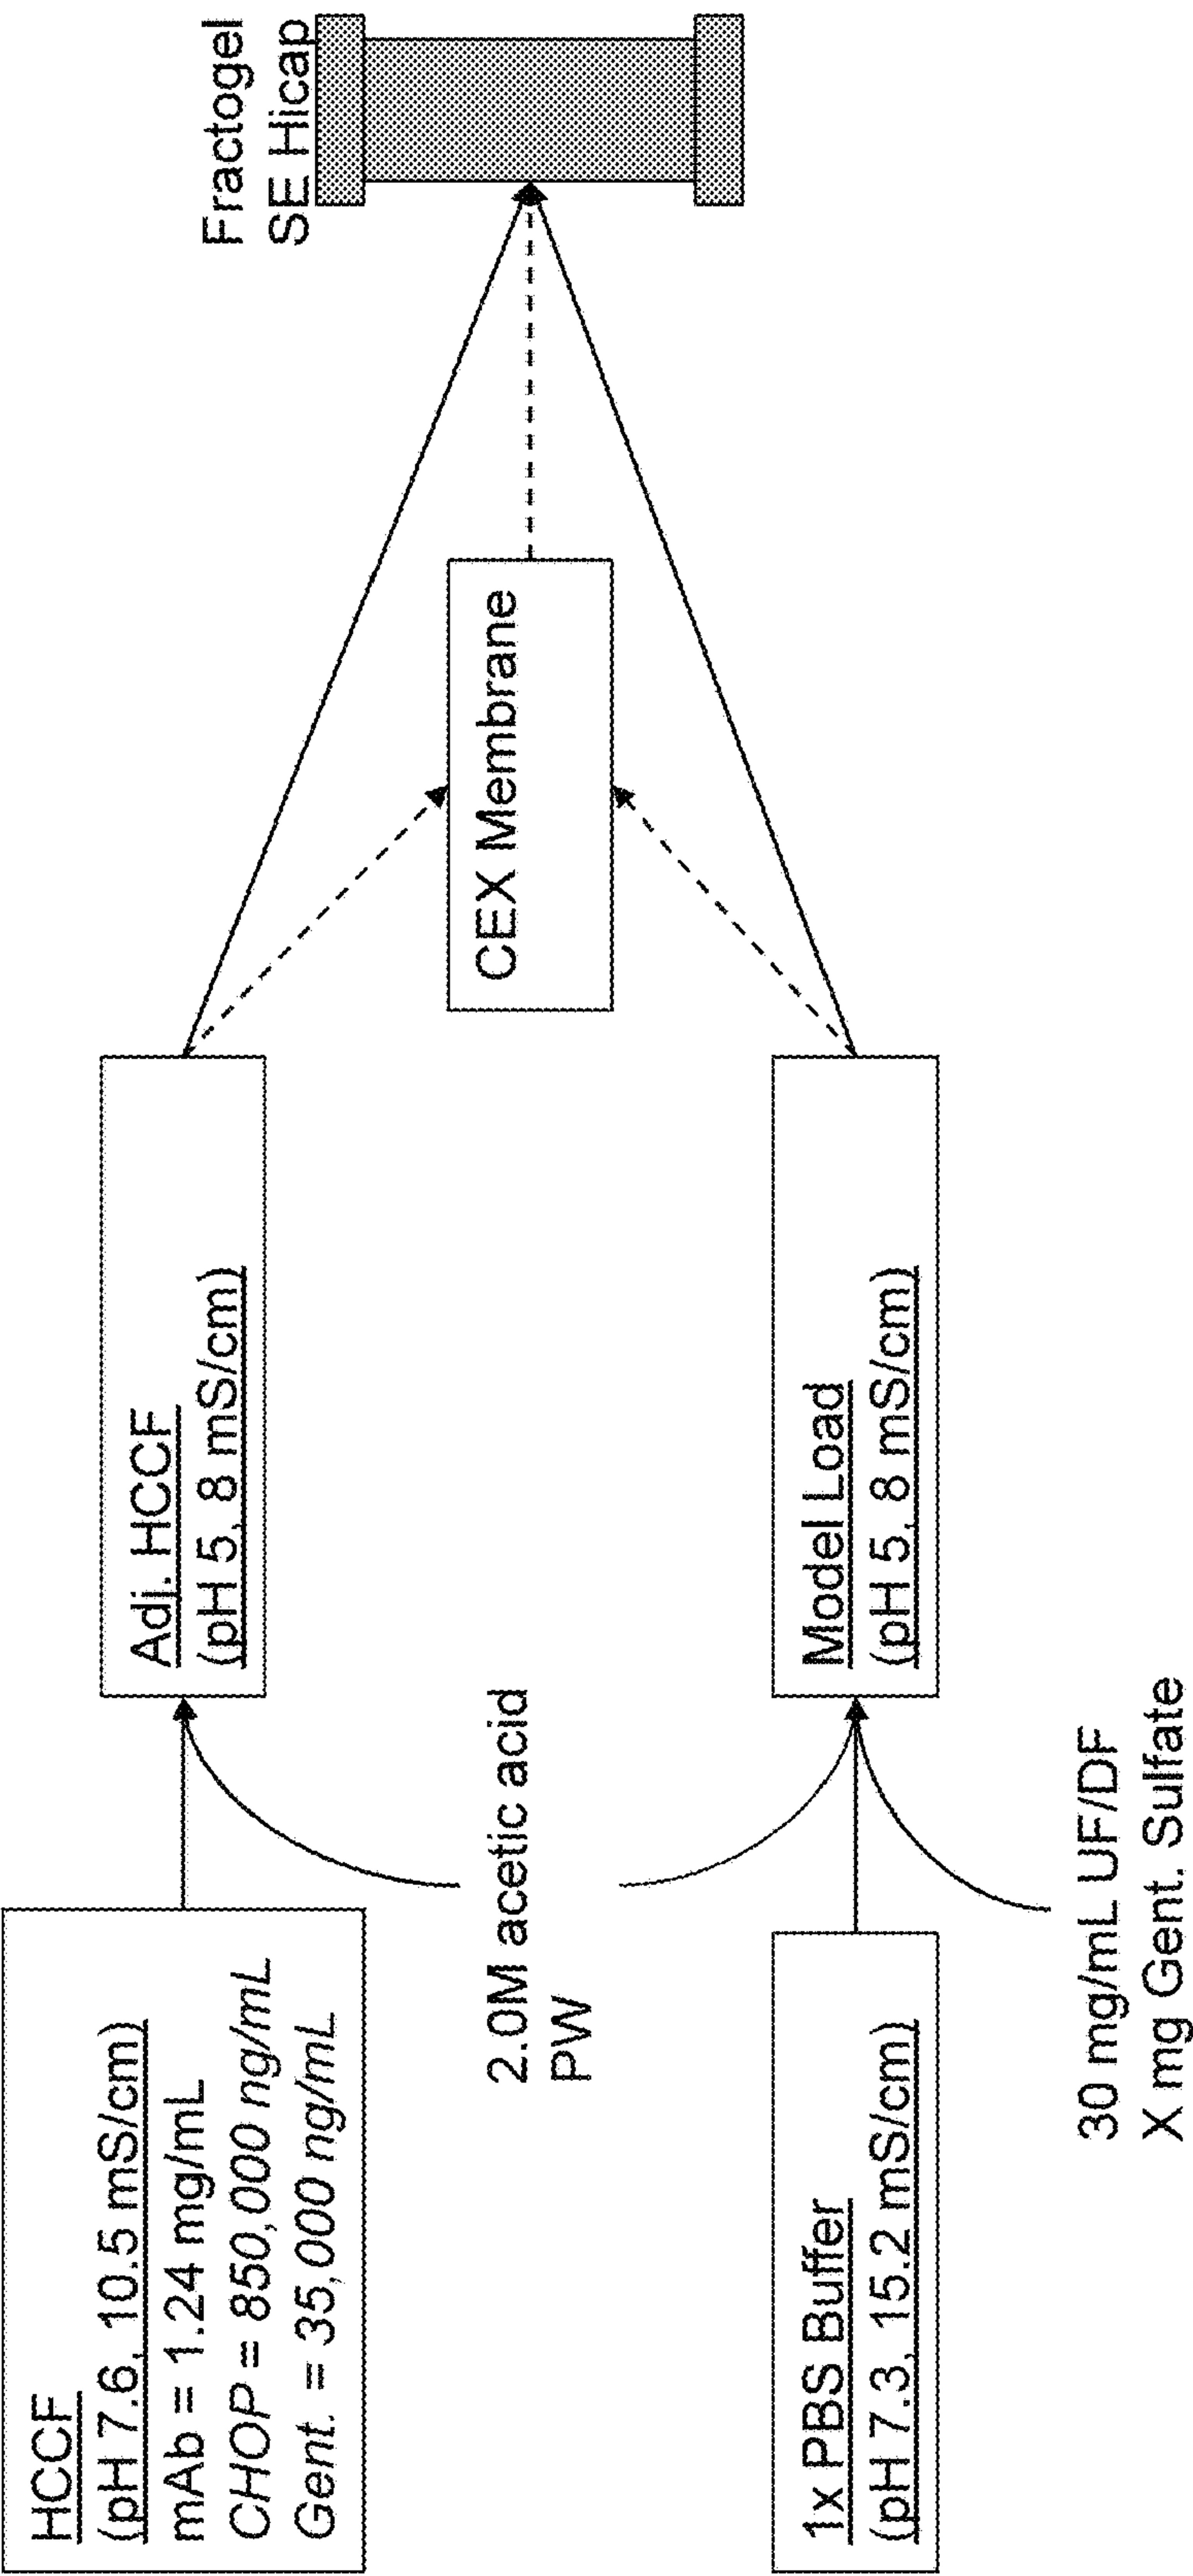 HCCF
(pH 7.6, 10.5 mS/cm)
mAb = 1.24 mg/mL
CHOP = 850,000 ng/mL
Gent. = 35,000 ng/mL
Adj. HCCF
(pH 5, 8 mS/cm)
2.0M acetic acid
PW
1x PBS Buffer
(pH 7.3, 15.2 mS/cm)
Model Load
(pH 5, 8 mS/cm)
30 mg/mL UF/DF
X mg Gent. Sulfate
CEX Membrane
Fractogel
SE Hicap